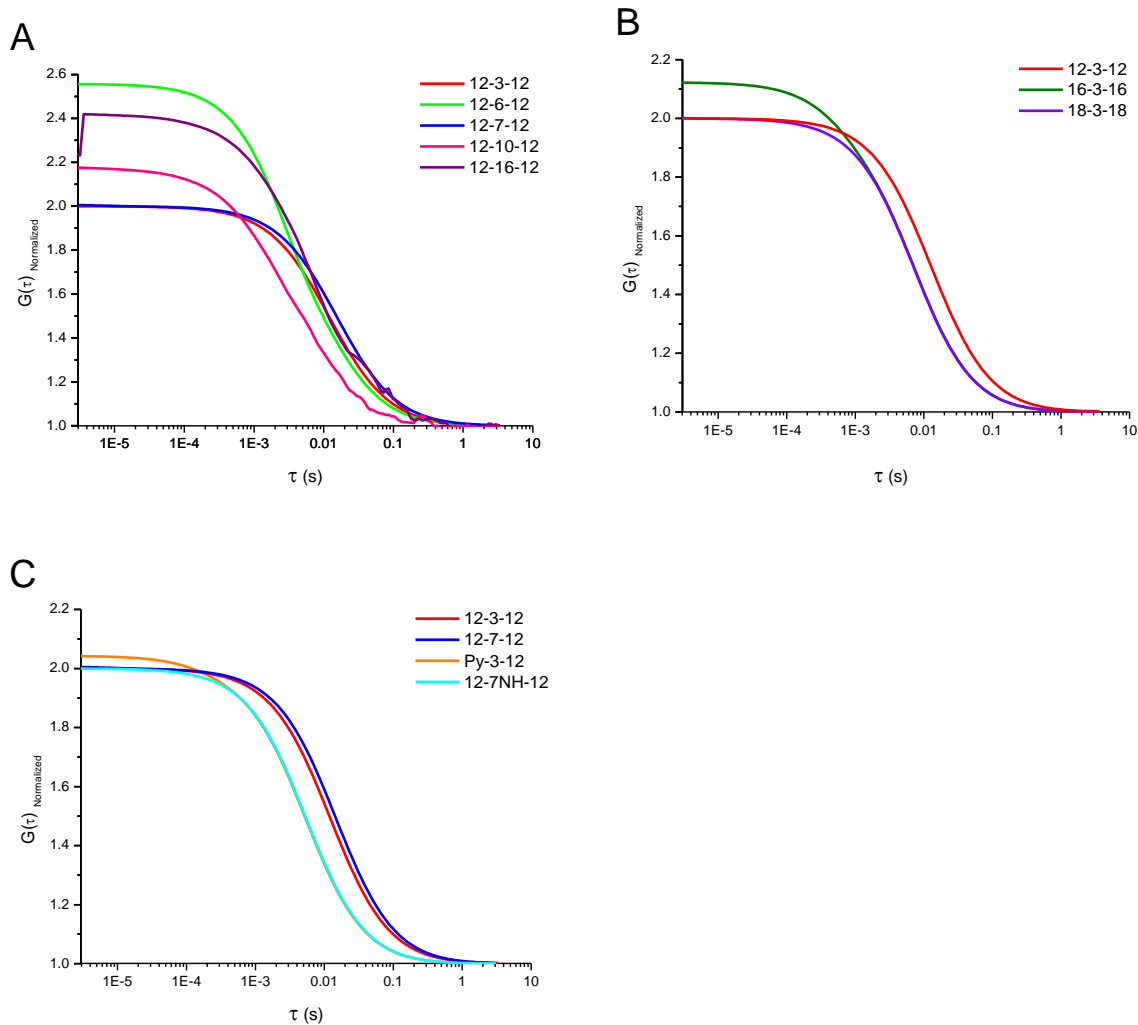 A
2.6
2.4
2.2
2.0
1.8
1.6
1.4
1.2
1.0
G(τ) Normalized
1E-5 1E-4 1E-3 0.01 0.1 1 10
τ (s)
12-3-12
12-6-12
12-7-12
12-10-12
12-16-12
B
2.2
2.0
1.8
1.6
1.4
1.2
1.0
G(τ) Normalized
1E-5 1E-4 1E-3 0.01 0.1 1 10
τ (s)
12-3-12
16-3-16
18-3-18
C
2.2
2.0
1.8
1.6
1.4
1.2
1.0
G(τ) Normalized
1E-5 1E-4 1E-3 0.01 0.1 1 10
τ (s)
12-3-12
12-7-12
Py-3-12
12-7NH-12